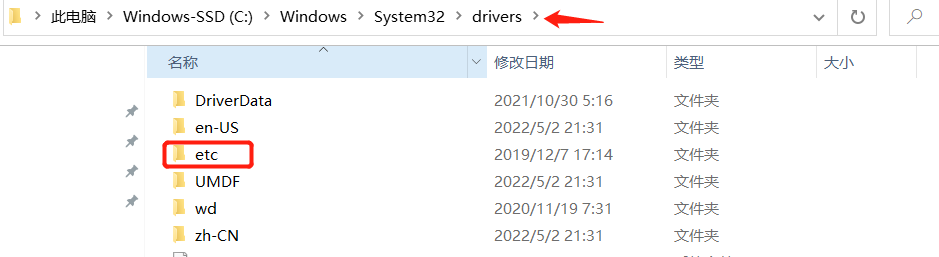 此电脑 > Windows-SSD (C:) > Windows > System32 > drivers >
名称 修改日期 类型 大小
DriverData 2021/10/30 5:16 文件夹
en-US 2022/5/2 21:31 文件夹
etc 2019/12/7 17:14 文件夹
UMDF 2022/5/2 21:31 文件夹
wd 2020/11/19 7:31 文件夹
zh-CN 2022/5/2 21:31 文件夹